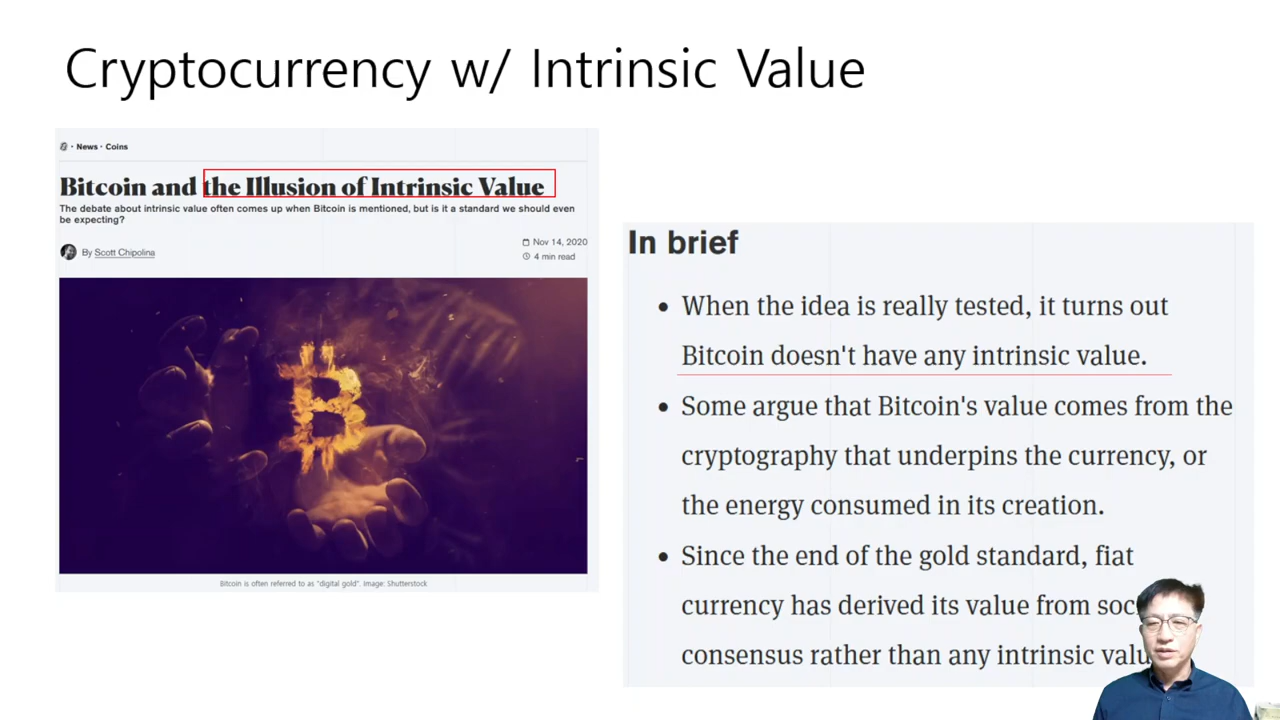 Cryptocurrency w/ Intrinsic Value
• News • Coins
Bitcoin and the Illusion of Intrinsic Value
The debate about intrinsic value often comes up when Bitcoin is mentioned, but is it a standard we should even
be expecting?
By Scott Chipolina
Nov 14, 2020
4 min read
Bitcoin is often referred to as "digital gold". Image: Shutterstock
In brief
• When the idea is really tested, it turns out
Bitcoin doesn't have any intrinsic value.
• Some argue that Bitcoin's value comes from the
cryptography that underpins the currency, or
the energy consumed in its creation.
• Since the end of the gold standard, fiat
currency has derived its value from
consensus rather than any intrinsic